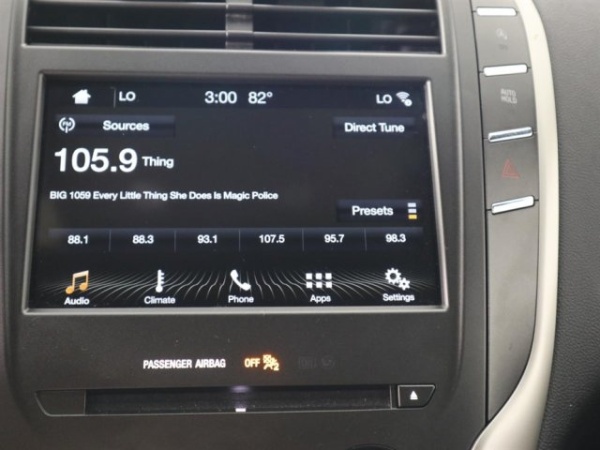 LO 3:00 82° LO
FM Sources Direct Tune
105.9 Thing
BIG 1059 Every Little Thing She Does Is Magic Police
Presets
88.1 88.3 93.1 107.5 95.7 98.3
Audio Climate Phone Apps Settings
PASSENGER AIRBAG OFF 2
AUTO
HOLD